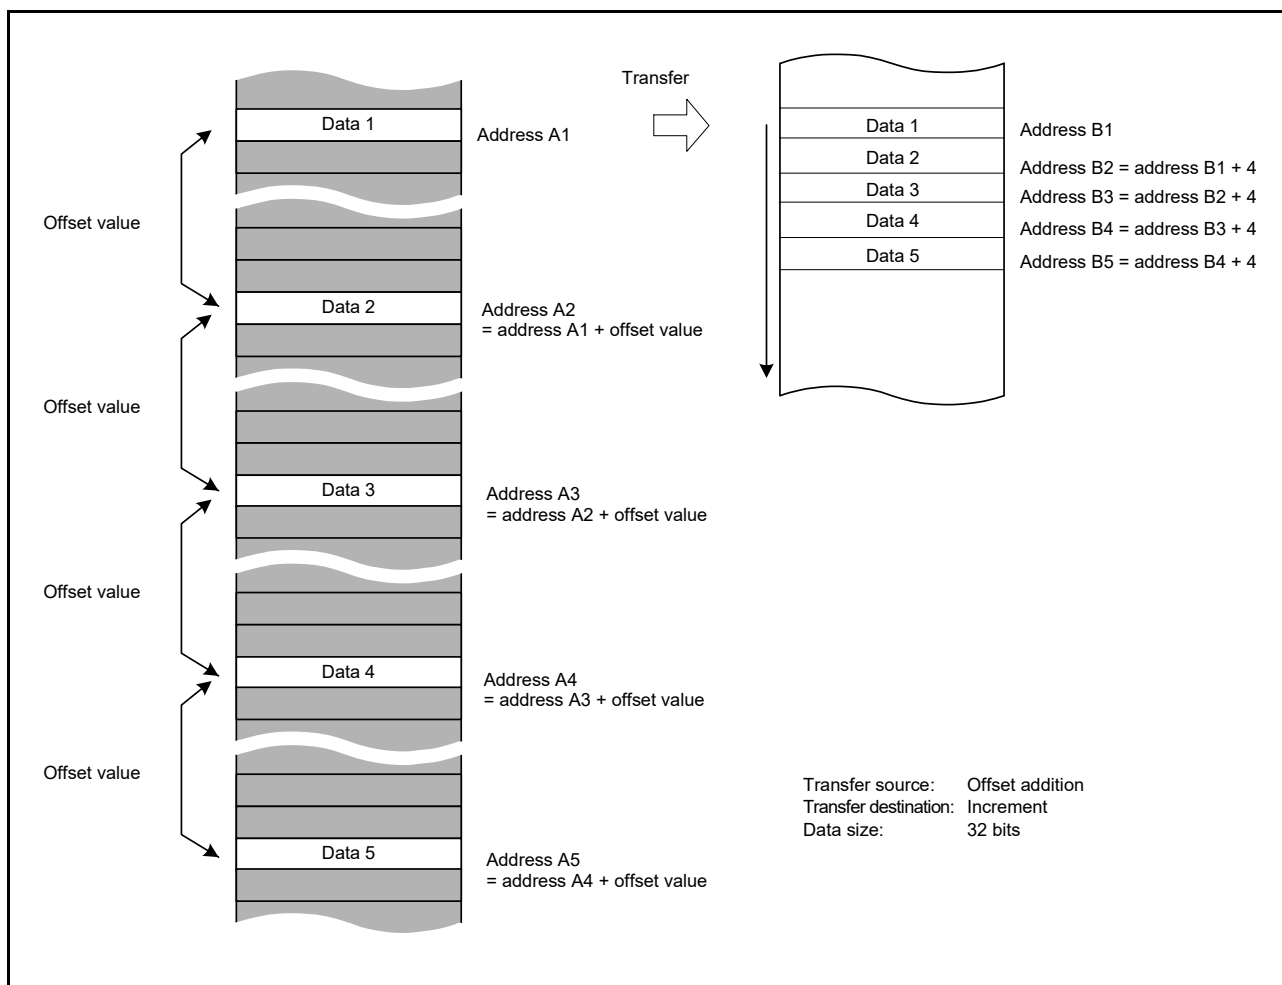 Data 1
Address A1
Offset value
Data 2
Address A2
= address A1 + offset value
Offset value
Data 3
Address A3
= address A2 + offset value
Offset value
Data 4
Address A4
= address A3 + offset value
Offset value
Data 5
Address A5
= address A4 + offset value
Transfer
Data 1
Address B1
Data 2
Address B2 = address B1 + 4
Data 3
Address B3 = address B2 + 4
Data 4
Address B4 = address B3 + 4
Data 5
Address B5 = address B4 + 4
Transfer source: Offset addition
Transfer destination: Increment
Data size: 32 bits